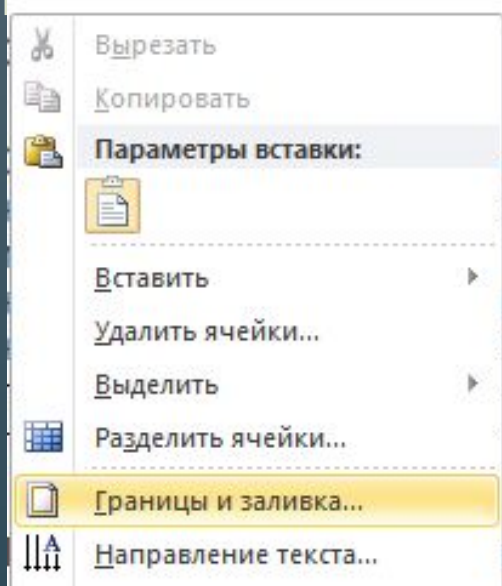 Вырезать
Копировать
Параметры вставки:
Вставить
Удалить ячейки...
Выделить
Разделить ячейки...
Границы и заливка...
Направление текста...